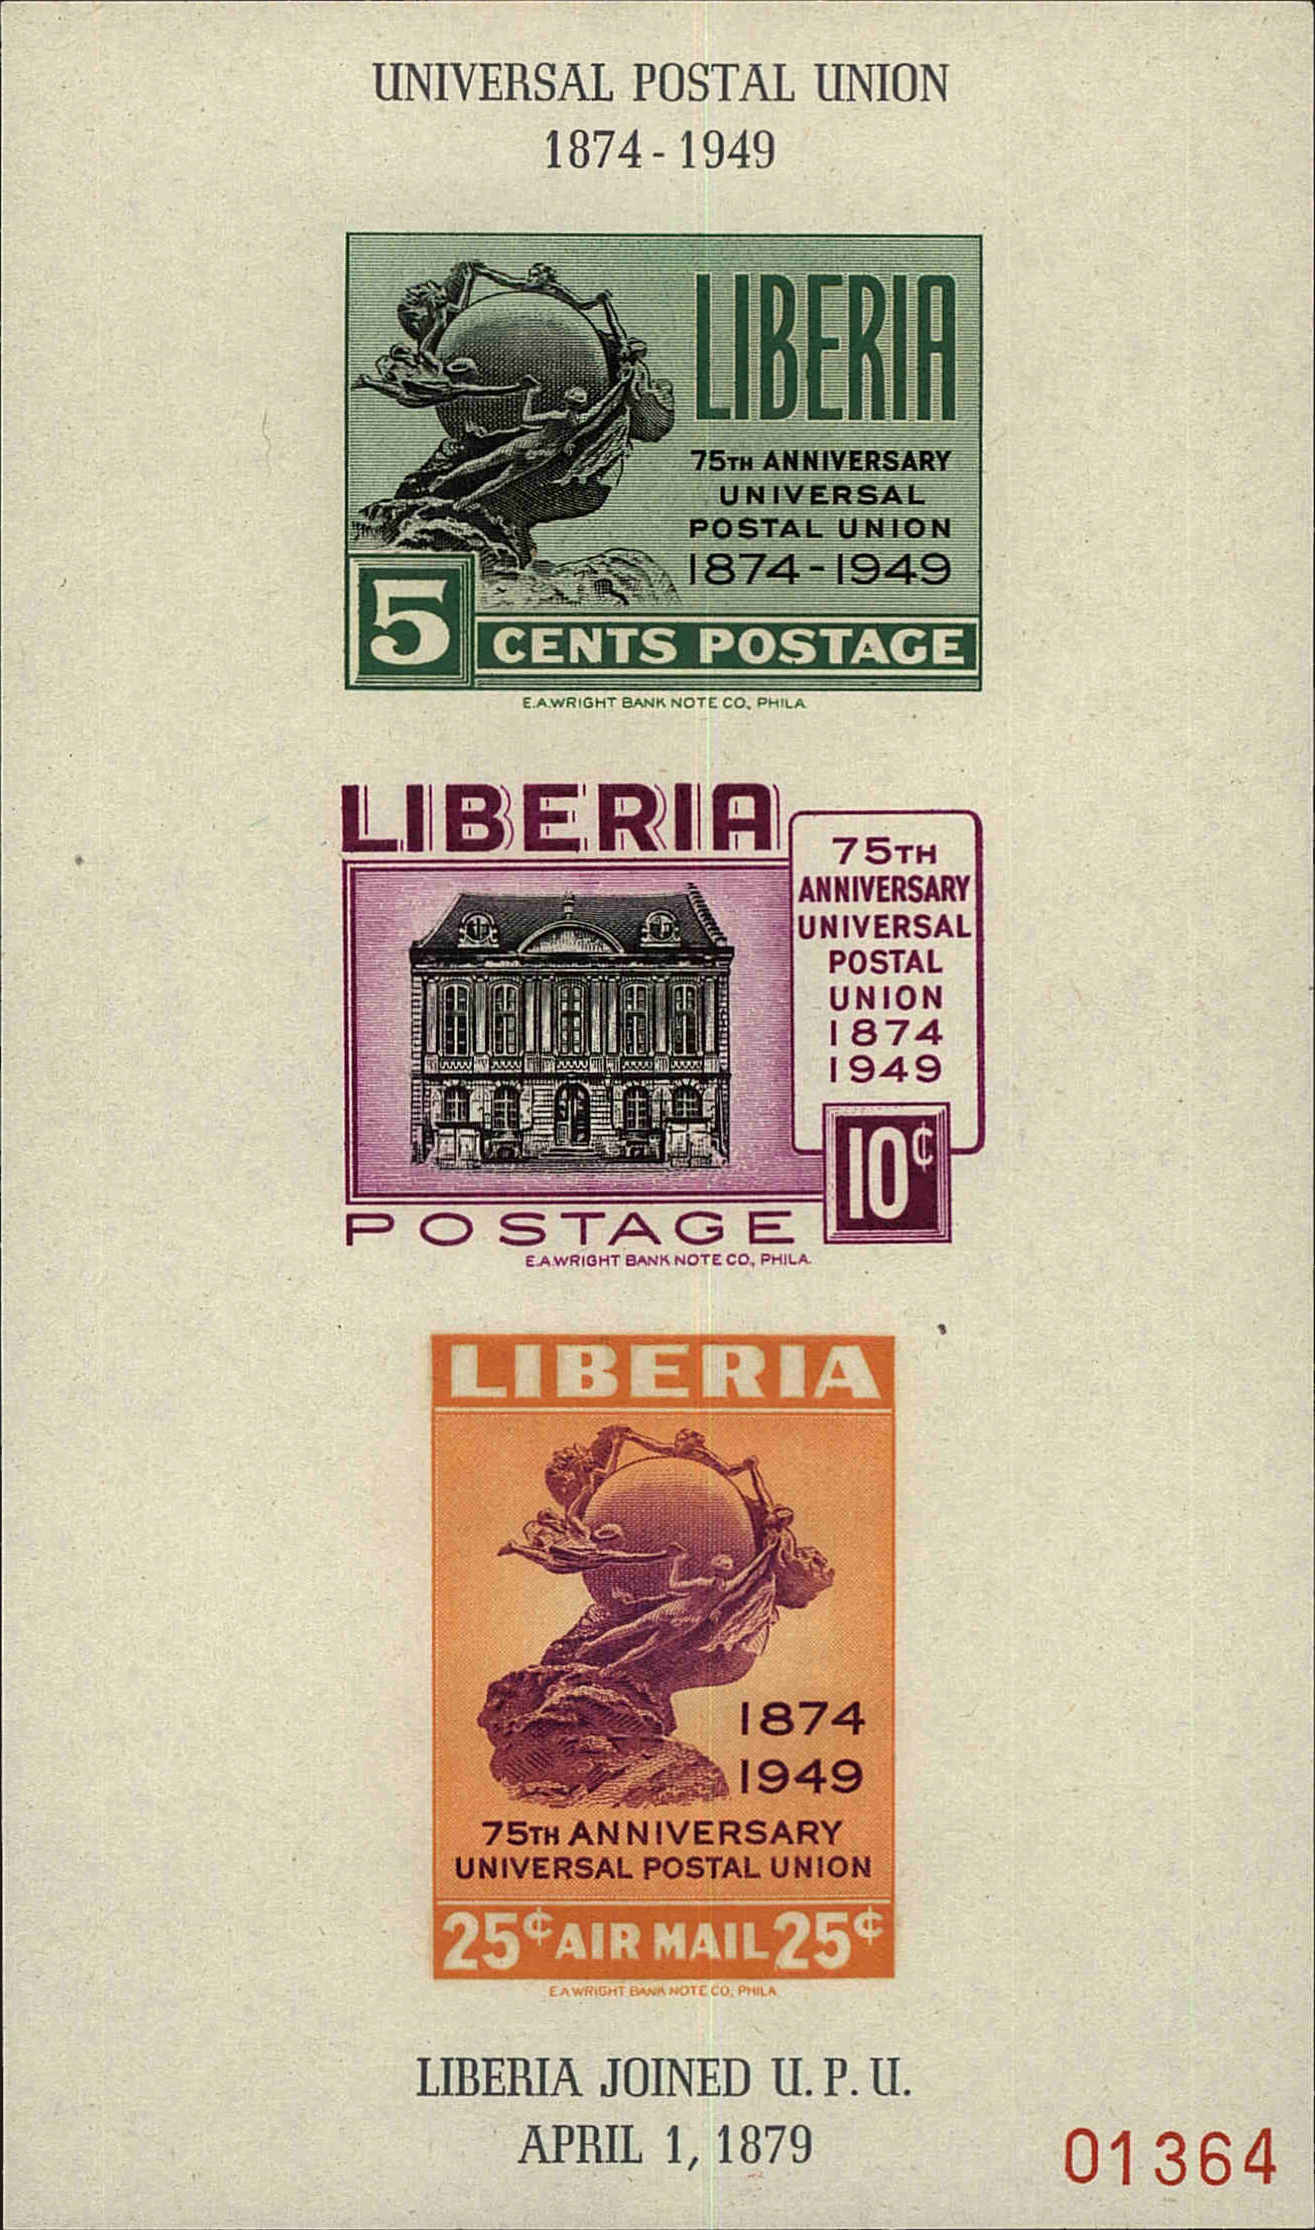 UNIVERSAL POSTAL UNION
1874-1949
LIBERIA
75TH ANNIVERSARY
UNIVERSAL
POSTAL UNION
1874-1949
5 CENTS POSTAGE
E.A.WRIGHT BANK NOTE CO., PHILA.
LIBERIA
75TH
ANNIVERSARY
UNIVERSAL
POSTAL
UNION
1874
1949
10¢
POSTAGE
E.A.WRIGHT BANK NOTE CO., PHILA.
LIBERIA
1874
1949
75TH ANNIVERSARY
UNIVERSAL POSTAL UNION
25¢ AIR MAIL 25¢
E.A.WRIGHT BANK NOTE CO., PHILA.
LIBERIA JOINED U. P. U.
APRIL 1, 1879
01364